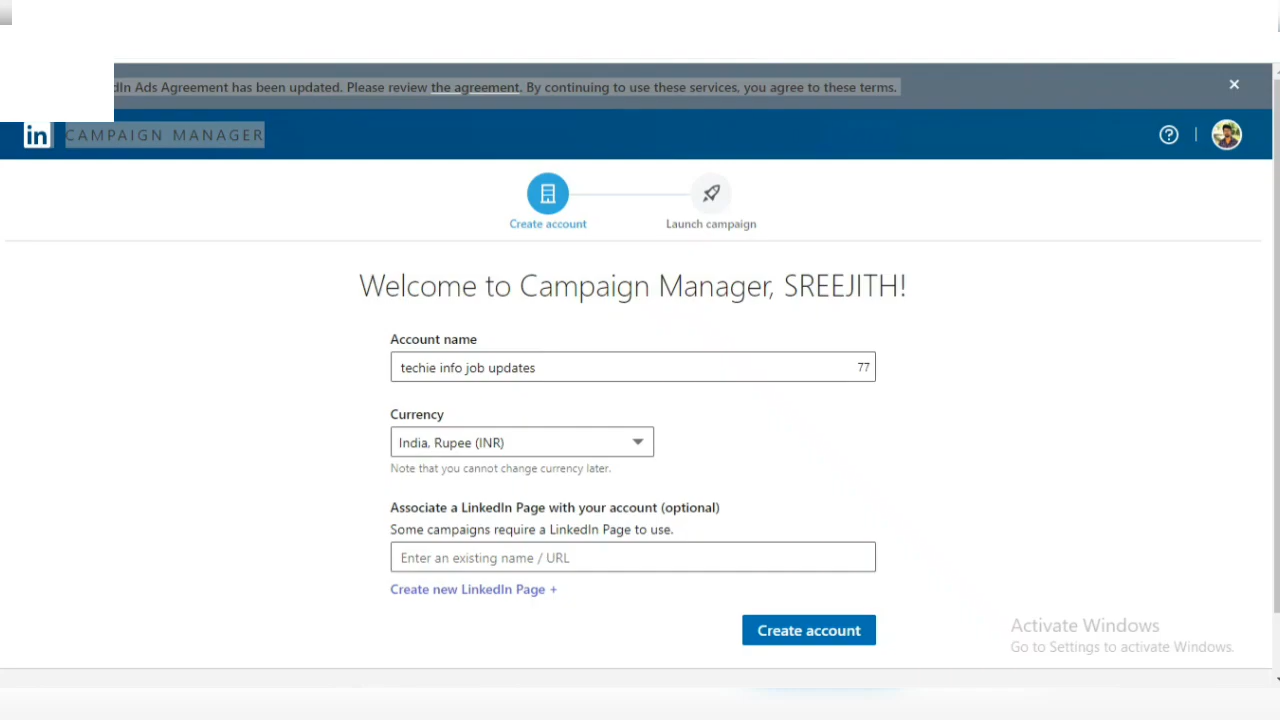 In Ads Agreement has been updated. Please review the agreement. By continuing to use these services, you agree to these terms.
in CAMPAIGN MANAGER
Create account
Launch campaign
Welcome to Campaign Manager, SREEJITH!
Account name
techie info job updates 77
Currency
India, Rupee (INR)
Note that you cannot change currency later.
Associate a LinkedIn Page with your account (optional)
Some campaigns require a LinkedIn Page to use.
Enter an existing name / URL
Create new LinkedIn Page +
Create account
Activate Windows
Go to Settings to activate Windows.